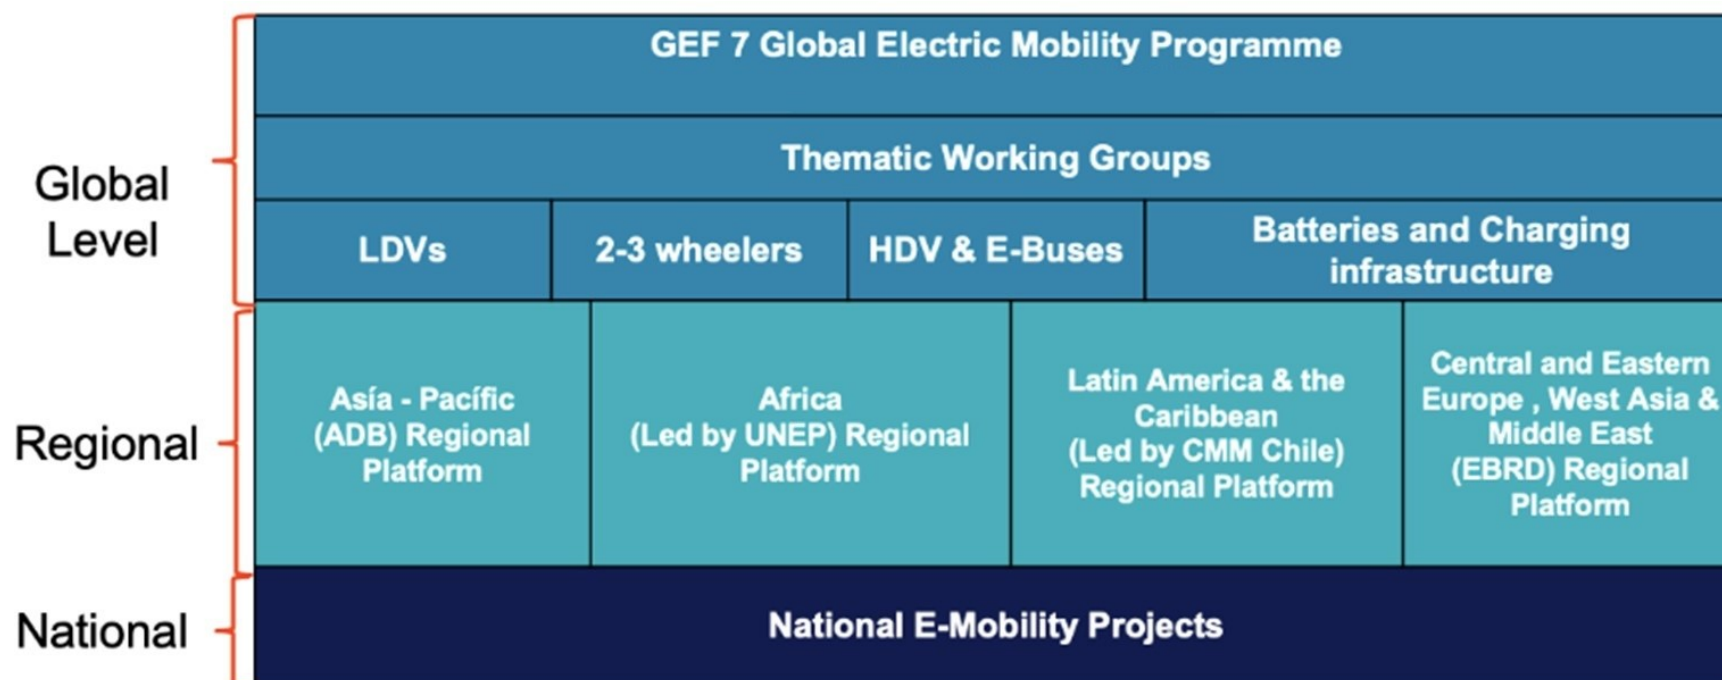 GEF 7 Global Electric Mobility Programme
Thematic Working Groups
Global
Level
LDVs
2-3 wheelers
HDV & E-Buses
Batteries and Charging
infrastructure
Regional
Asía - Pacífic
(ADB) Regional
Platform
Africa
(Led by UNEP) Regional
Platform
Latin America & the
Caribbean
(Led by CMM Chile)
Regional Platform
Central and Eastern
Europe , West Asia &
Middle East
(EBRD) Regional
Platform
National
National E-Mobility Projects